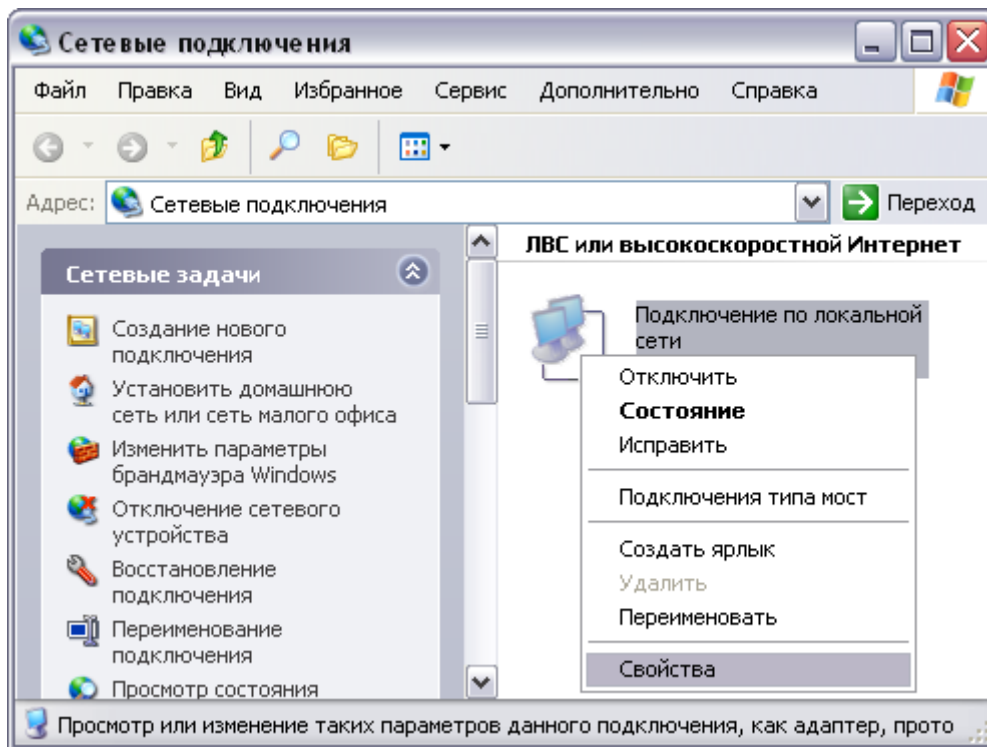 Сетевые подключения
Файл Правка Вид Избранное Сервис Дополнительно Справка
Адрес: Сетевые подключения Переход
Сетевые задачи
Создание нового
подключения
Установить домашнюю
сеть или сеть малого офиса
Изменить параметры
брандмауэра Windows
Отключение сетевого
устройства
Восстановление
подключения
Переименование
подключения
Просмотр состояния
ЛВС или высокоскоростной Интернет
Подключение по локальной
сети
Отключить
Состояние
Исправить
Подключения типа мост
Создать ярлык
Удалить
Переименовать
Свойства
Просмотр или изменение таких параметров данного подключения, как адаптер, прото